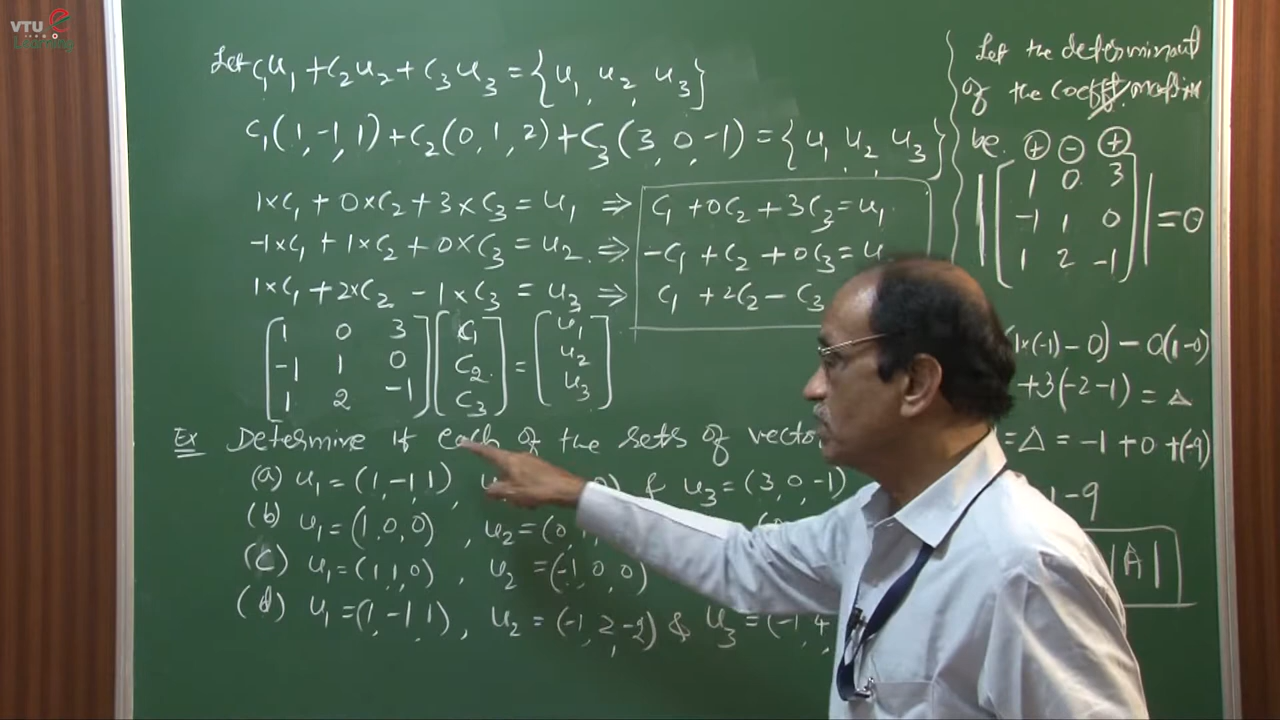 VTU e
Learning
Let c₁u₁ + c₂u₂ + c₃u₃ = {u₁, u₂, u₃}
c₁(1, -1, 1) + c₂(0, 1, 2) + c₃(3, 0, -1) = {u₁, u₂, u₃}
1×c₁ + 0×c₂ + 3×c₃ = u₁ ⇒ c₁ + 0c₂ + 3c₃ = u₁
-1×c₁ + 1×c₂ + 0×c₃ = u₂ ⇒ -c₁ + c₂ + 0c₃ = u
1×c₁ + 2×c₂ - 1×c₃ = u₃ ⇒ c₁ + 2c₂ - c₃
[1 0 3] [c₁] [u₁]
[-1 1 0] [c₂] = [u₂]
[1 2 -1] [c₃] [u₃]
Ex Determine if each of the sets of vecto
(a) u₁ = (1, -1, 1), u 0) & u₃ = (3, 0, -1)
(b) u₁ = (1, 0, 0), u₂ = (0,
(c) u₁ = (1, 1, 0), u₂ = (-1, 0, 0)
(d) u₁ = (1, -1, 1), u₂ = (-1, 2, -2) & u₃ = (-1, 4,
Let the determinant
of the coefft. matrix
be ⊕ ⊖ ⊕
|[1 0 3
-1 1 0
1 2 -1]| = 0
(1×(-1) - 0) - 0(1-0)
+3(-2-1) = Δ
= Δ = -1 + 0 + (-9)
1-9
|A|